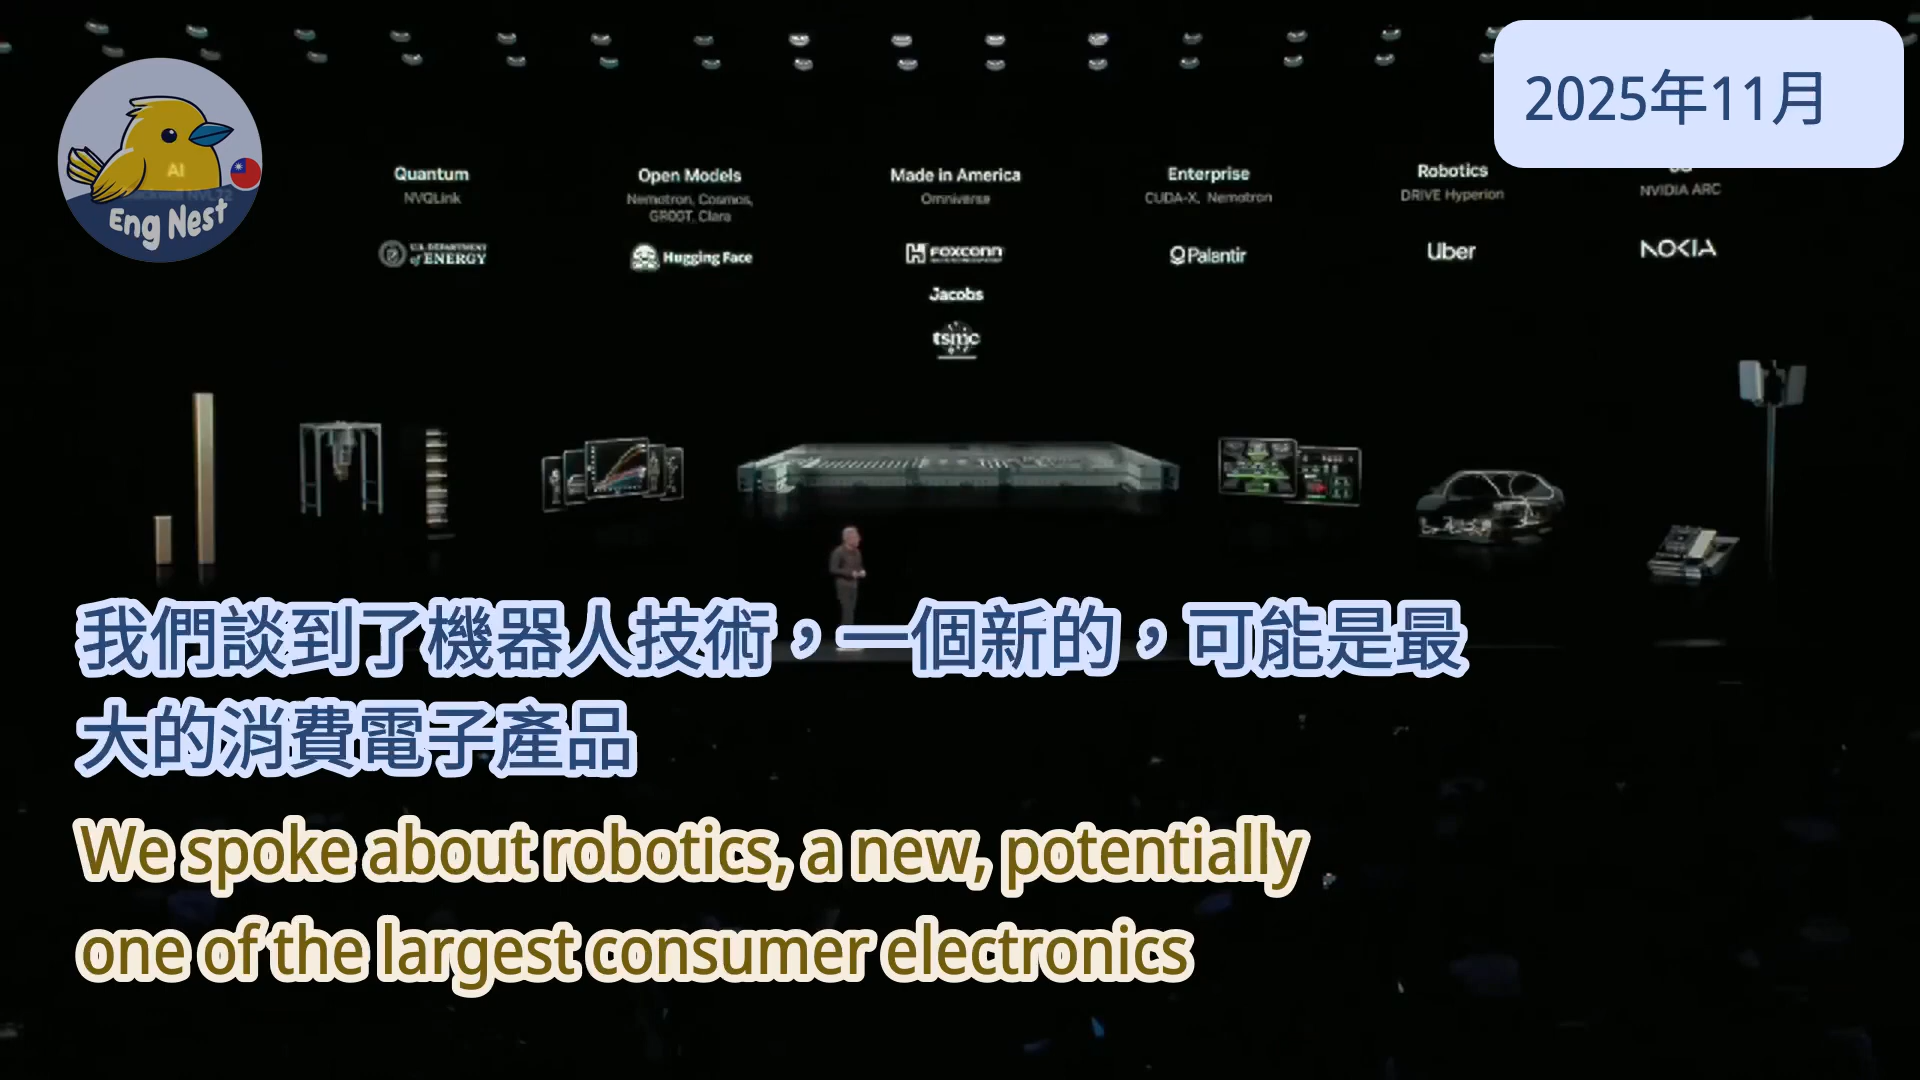 2025年11月
AI
Eng Nest
Quantum
NVQLink
U.S. DEPARTMENT
of ENERGY
Open Models
Nemotron, Cosmos,
GR00T, Clara
Hugging Face
Made in America
Omniverse
FOXCONN
Jacobs
tsmc
Enterprise
CUDA-X, Nemotron
Palantir
Robotics
DRIVE Hyperion
Uber
NVIDIA ARC
NOKIA
我們談到了機器人技術，一個新的，可能是最
大的消費電子產品
We spoke about robotics, a new, potentially
one of the largest consumer electronics